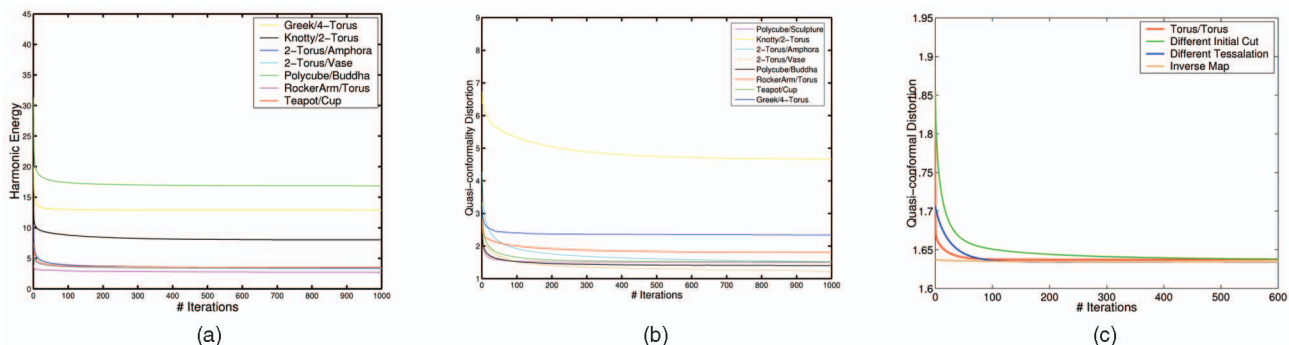 45
40
35
30
25
20
15
10
5
0
Harmonic Energy
0 100 200 300 400 500 600 700 800 900 1000
# Iterations
Greek/4-Torus
Knotty/2-Torus
2-Torus/Amphora
2-Torus/Vase
Polycube/Buddha
RockerArm/Torus
Teapot/Cup
(a)
9
8
7
6
5
4
3
2
1
Quasi-conformality Distortion
0 100 200 300 400 500 600 700 800 900 1000
# Iterations
Polycube/Sculpture
Knotty/2-Torus
2-Torus/Amphora
2-Torus/Vase
Polycube/Buddha
RockerArm/Torus
Teapot/Cup
Greek/4-Torus
(b)
1.95
1.9
1.85
1.8
1.75
1.7
1.65
1.6
Quasi-conformal Distortion
0 100 200 300 400 500 600
# Iterations
Torus/Torus
Different Initial Cut
Different Tessalation
Inverse Map
(c)